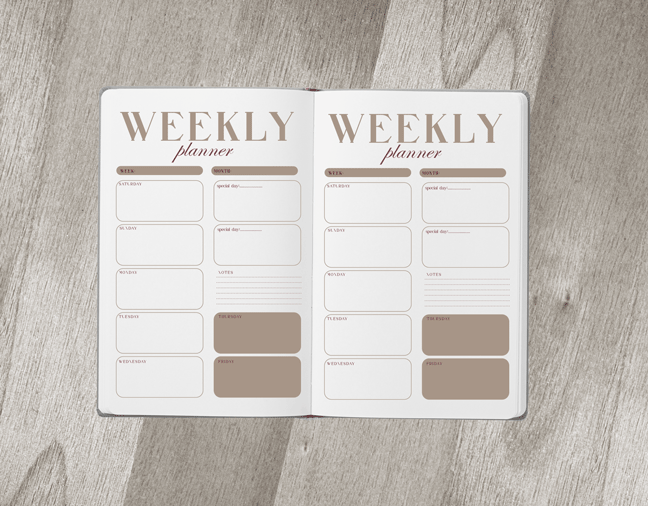 WEEKLY
planner
WEEK:
MONTH:
SATURDAY
special day:
SUNDAY
special day:
MONDAY
NOTES
TUESDAY
THURSDAY
WEDNESDAY
FRIDAY
WEEKLY
planner
WEEK:
MONTH:
SATURDAY
special day:
SUNDAY
special day:
MONDAY
NOTES
TUESDAY
THURSDAY
WEDNESDAY
FRIDAY